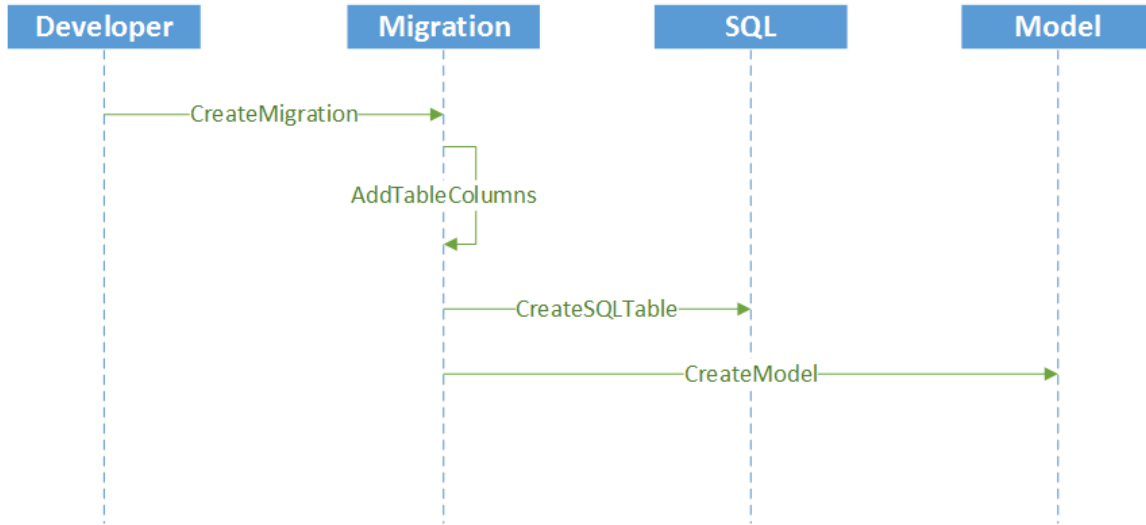 Developer
Migration
SQL
Model
CreateMigration
AddTableColumns
CreateSQLTable
CreateModel